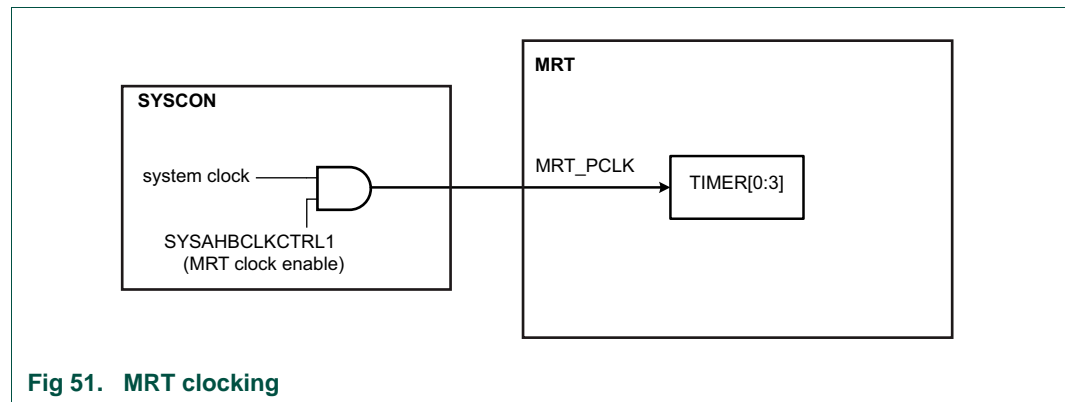 MRT
SYSCON
system clock
MRT_PCLK
TIMER[0:3]
SYSAHBCLKCTRL1
(MRT clock enable)
Fig 51. MRT clocking